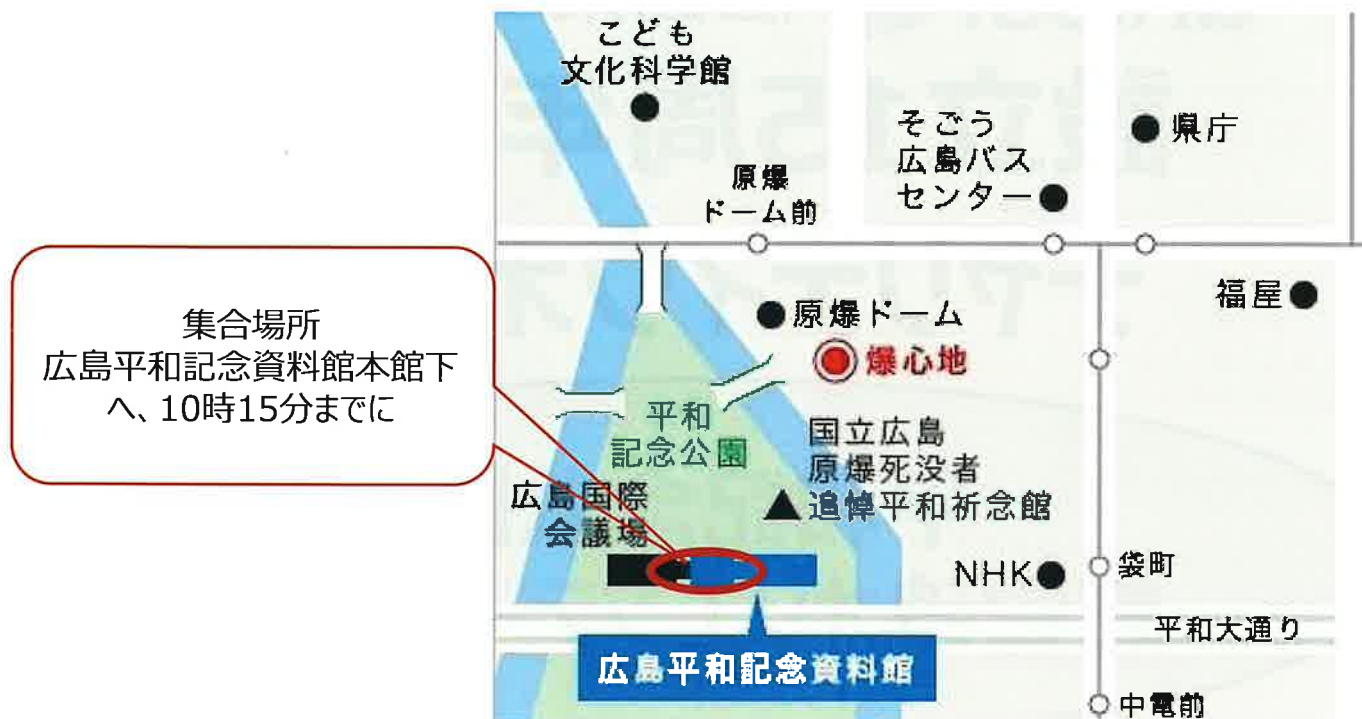 こども
文化科学館
そごう
広島バス
センター
県庁
原爆
ドーム前
福屋
原爆ドーム
爆心地
集合場所
広島平和記念資料館本館下
へ、10時15分までに
平和
記念公園
国立広島
原爆死没者
追悼平和祈念館
広島国際
会議場
NHK
袋町
平和大通り
広島平和記念資料館
中電前